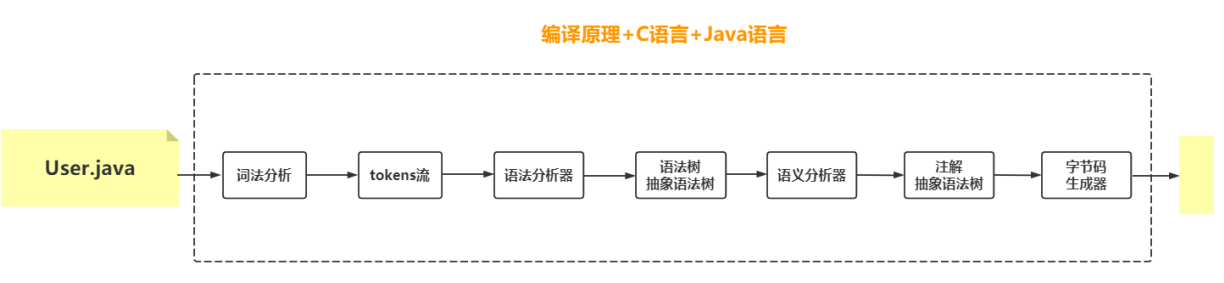 编译原理+C语言+Java语言
User.java
词法分析
tokens流
语法分析器
语法树
抽象语法树
语义分析器
注解
抽象语法树
字节码
生成器